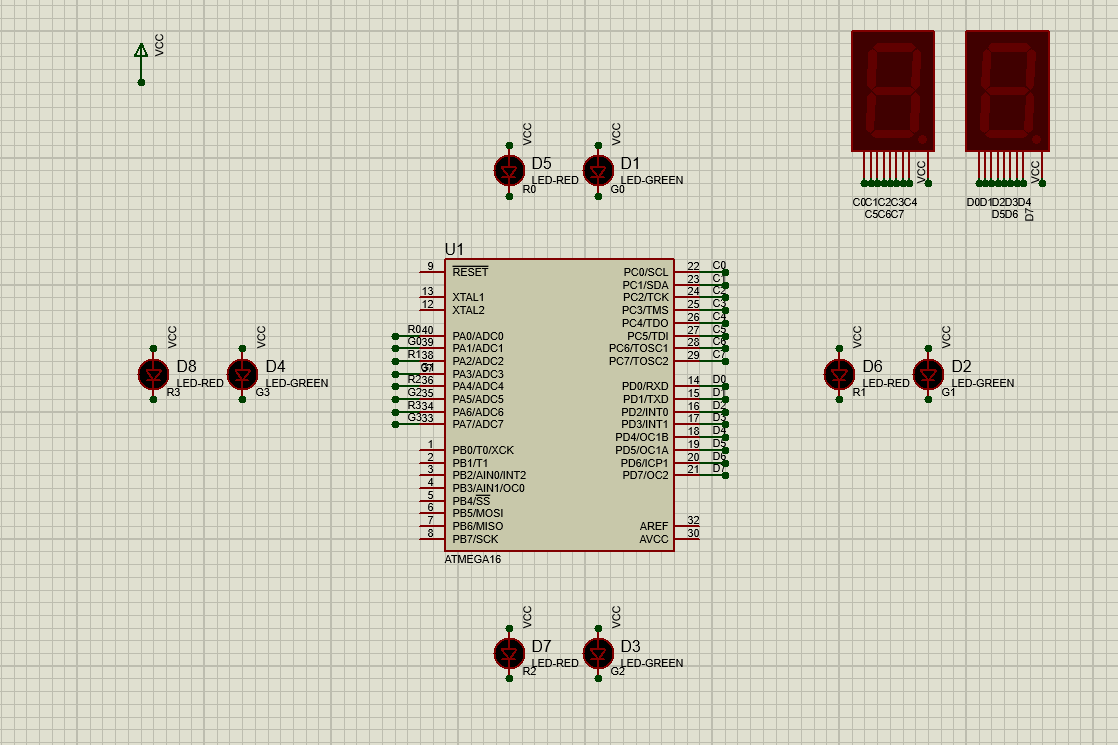 VCC
VCC
D5
LED-RED
R0
VCC
D1
LED-GREEN
G0
VCC
C0C1C2C3C4
C5C6C7
VCC
D0D1D2D3D4
D5D6
D7
U1
9 RESET
13 XTAL1
12 XTAL2
R0 40 PA0/ADC0
G0 39 PA1/ADC1
R1 38 PA2/ADC2
G1 37 PA3/ADC3
R2 36 PA4/ADC4
G2 35 PA5/ADC5
R3 34 PA6/ADC6
G3 33 PA7/ADC7
1 PB0/T0/XCK
2 PB1/T1
3 PB2/AIN0/INT2
4 PB3/AIN1/OC0
5 PB4/SS
6 PB5/MOSI
7 PB6/MISO
8 PB7/SCK
PC0/SCL 22 C0
PC1/SDA 23 C1
PC2/TCK 24 C2
PC3/TMS 25 C3
PC4/TDO 26 C4
PC5/TDI 27 C5
PC6/TOSC1 28 C6
PC7/TOSC2 29 C7
PD0/RXD 14 D0
PD1/TXD 15 D1
PD2/INT0 16 D2
PD3/INT1 17 D3
PD4/OC1B 18 D4
PD5/OC1A 19 D5
PD6/ICP1 20 D6
PD7/OC2 21 D7
AREF 32
AVCC 30
ATMEGA16
VCC
D8
LED-RED
R3
VCC
D4
LED-GREEN
G3
VCC
D6
LED-RED
R1
VCC
D2
LED-GREEN
G1
VCC
D7
LED-RED
R2
VCC
D3
LED-GREEN
G2